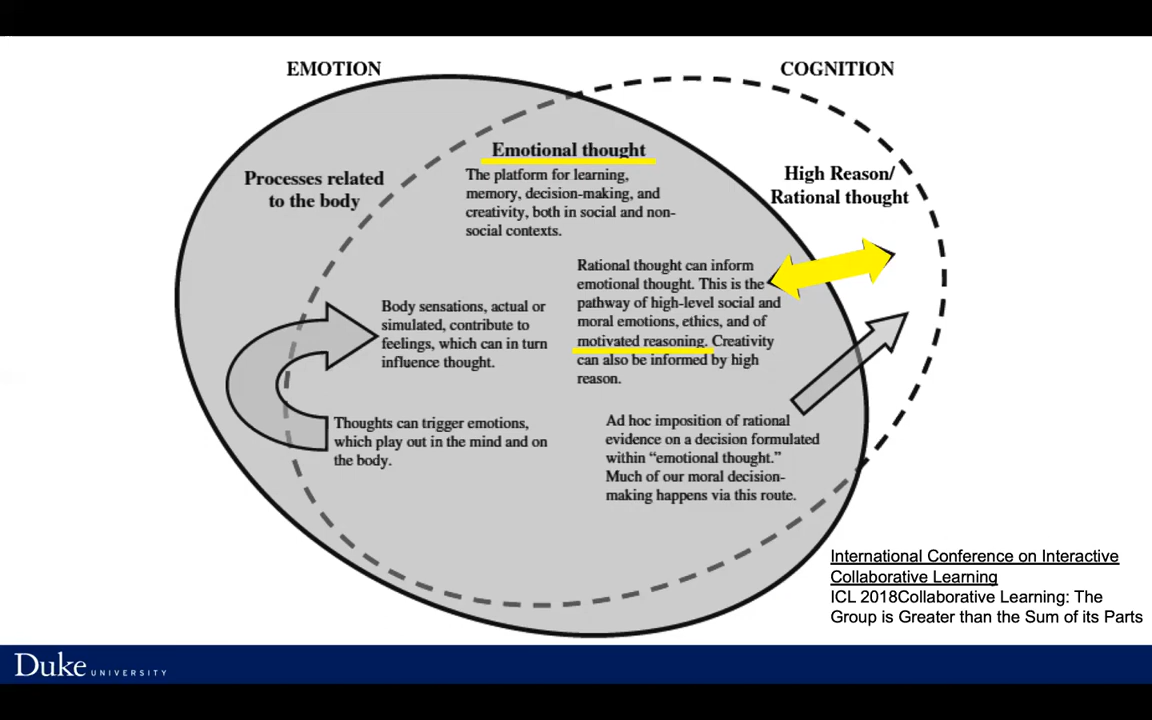 EMOTION
COGNITION
Emotional thought
The platform for learning,
memory, decision-making, and
creativity, both in social and non-
social contexts.
Processes related
to the body
High Reason/
Rational thought
Rational thought can inform
emotional thought. This is the
pathway of high-level social and
moral emotions, ethics, and of
motivated reasoning. Creativity
can also be informed by high
reason.
Body sensations, actual or
simulated, contribute to
feelings, which can in turn
influence thought.
Thoughts can trigger emotions,
which play out in the mind and on
the body.
Ad hoc imposition of rational
evidence on a decision formulated
within “emotional thought.”
Much of our moral decision-
making happens via this route.
International Conference on Interactive
Collaborative Learning
ICL 2018Collaborative Learning: The
Group is Greater than the Sum of its Parts
Duke UNIVERSITY